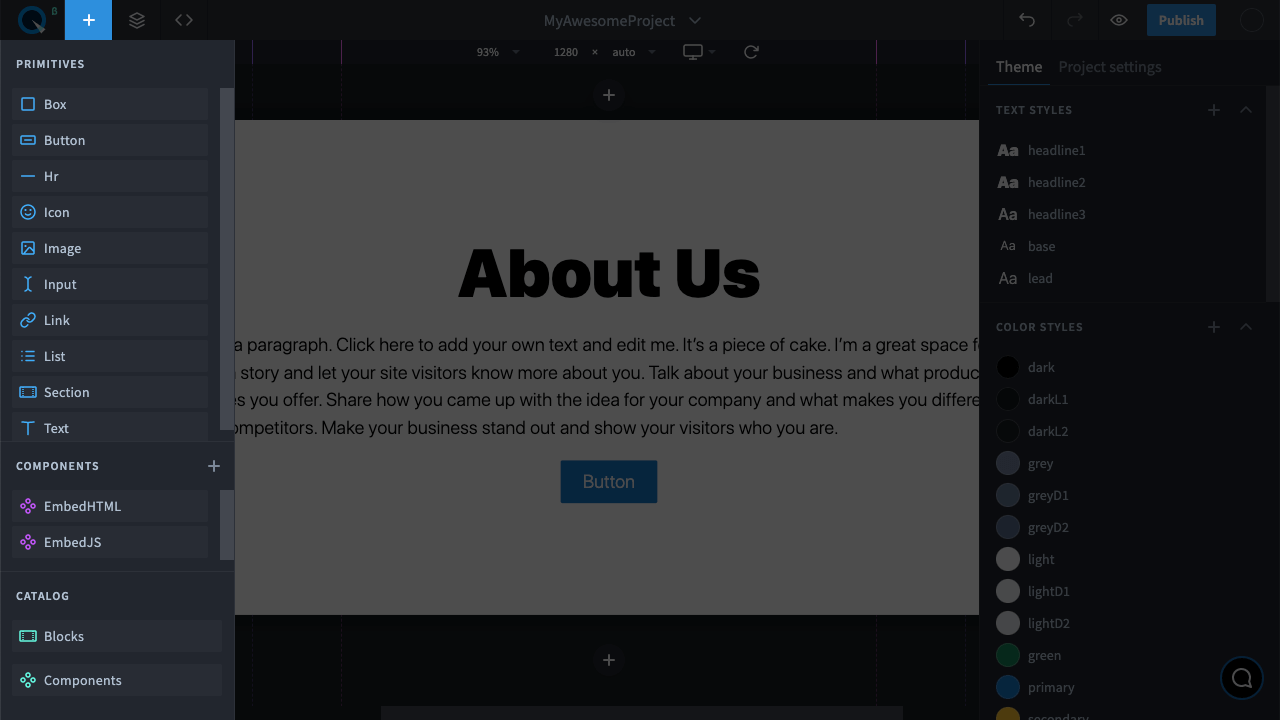 β
MyAwesomeProject
Publish
PRIMITIVES
Box
Button
Hr
Icon
Image
Input
Link
List
Section
Text
COMPONENTS
EmbedHTML
EmbedJS
CATALOG
Blocks
Components
93%
1280 × auto
About Us
a paragraph. Click here to add your own text and edit me. It's a piece of cake. I'm a great space f
story and let your site visitors know more about you. Talk about your business and what produc
es you offer. Share how you came up with the idea for your company and what makes you differe
ompetitors. Make your business stand out and show your visitors who you are.
Button
Theme Project settings
TEXT STYLES
Aa headline1
Aa headline2
Aa headline3
Aa base
Aa lead
COLOR STYLES
dark
darkL1
darkL2
grey
greyD1
greyD2
light
lightD1
lightD2
green
primary
secondary